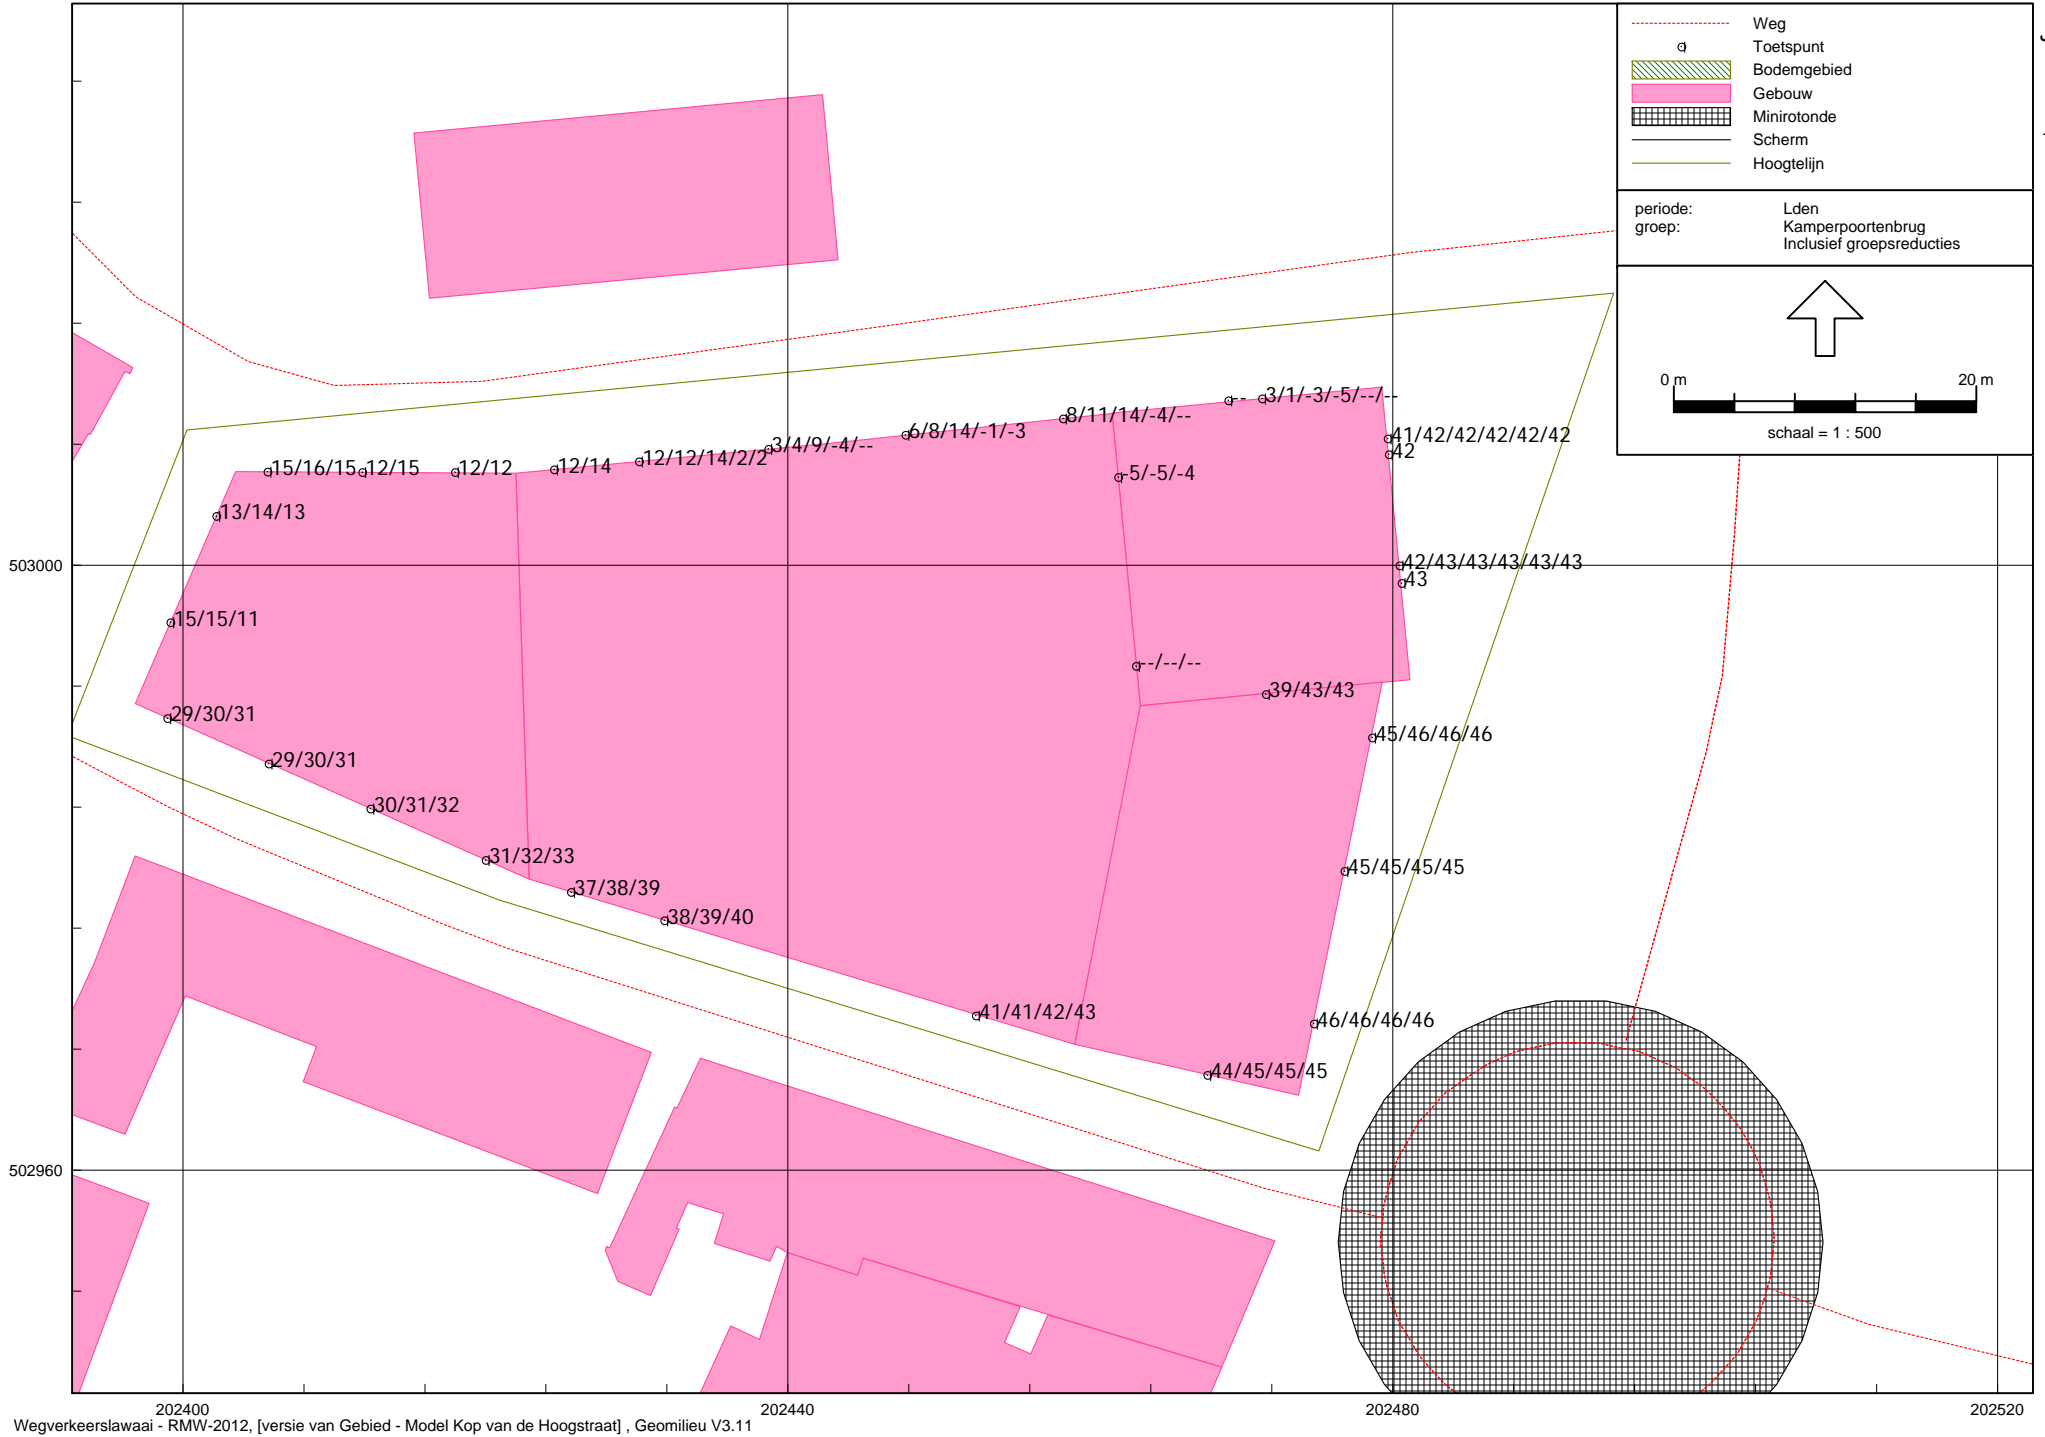 Weg
Toetspunt
Bodemgebied
Gebouw
Minirotonde
Scherm
Hoogtelijn
periode: Lden
groep: Kamperpoortenbrug
Inclusief groepsreducties
0 m 20 m
schaal = 1 : 500
--
3/1/-3/-5/--/--
8/11/14/-4/--
6/8/14/-1/-3
3/4/9/-4/--
12/12/14/2/2
12/14
12/12
12/15
15/16/15
41/42/42/42/42/42
42
-5/-5/-4
13/14/13
503000
42/43/43/43/43/43
43
15/15/11
--/--/--
39/43/43
29/30/31
45/46/46/46
29/30/31
30/31/32
31/32/33
45/45/45/45
37/38/39
38/39/40
41/41/42/43
46/46/46/46
44/45/45/45
502960
202400 202440 202480 202520
Wegverkeerslawaai - RMW-2012, [versie van Gebied - Model Kop van de Hoogstraat] , Geomilieu V3.11